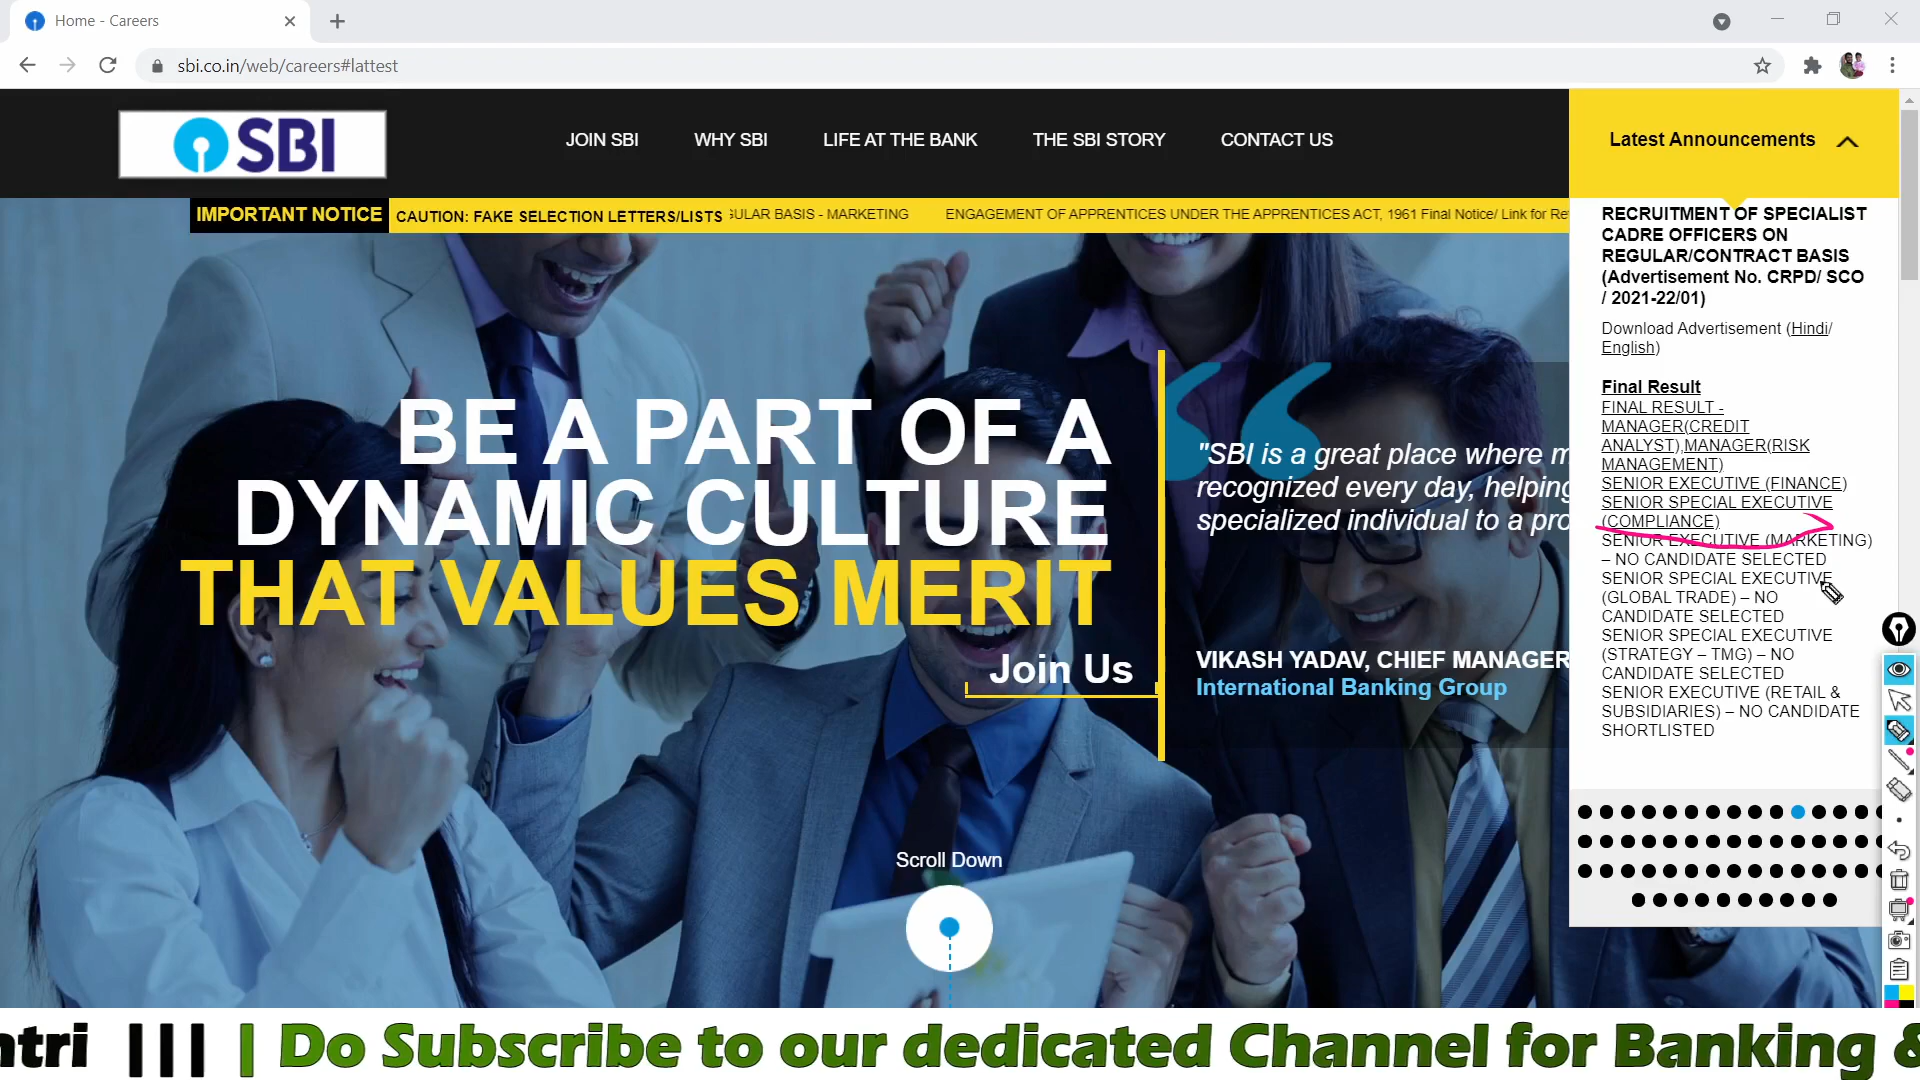 Home - Careers
sbi.co.in/web/careers#lattest
SBI
JOIN SBI
WHY SBI
LIFE AT THE BANK
THE SBI STORY
CONTACT US
Latest Announcements
IMPORTANT NOTICE
CAUTION: FAKE SELECTION LETTERS/LISTS
ULAR BASIS - MARKETING
ENGAGEMENT OF APPRENTICES UNDER THE APPRENTICES ACT, 1961 Final Notice/ Link for Re
RECRUITMENT OF SPECIALIST
CADRE OFFICERS ON
REGULAR/CONTRACT BASIS
(Advertisement No. CRPD/ SCO
/ 2021-22/01)
Download Advertisement (Hindi/
English)
Final Result
FINAL RESULT -
MANAGER(CREDIT
ANALYST),MANAGER(RISK
MANAGEMENT)
SENIOR EXECUTIVE (FINANCE)
SENIOR SPECIAL EXECUTIVE
(COMPLIANCE)
SENIOR EXECUTIVE (MARKETING)
– NO CANDIDATE SELECTED
SENIOR SPECIAL EXECUTIVE
(GLOBAL TRADE) – NO
CANDIDATE SELECTED
SENIOR SPECIAL EXECUTIVE
(STRATEGY – TMG) – NO
CANDIDATE SELECTED
SENIOR EXECUTIVE (RETAIL &
SUBSIDIARIES) – NO CANDIDATE
SHORTLISTED
BE A PART OF A
DYNAMIC CULTURE
THAT VALUES MERIT
Join Us
"SBI is a great place where m
recognized every day, helping
specialized individual to a pro
VIKASH YADAV, CHIEF MANAGER
International Banking Group
Scroll Down
ntri ||| | Do Subscribe to our dedicated Channel for Banking &